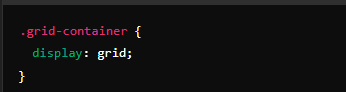 .grid-container {
  display: grid;
}